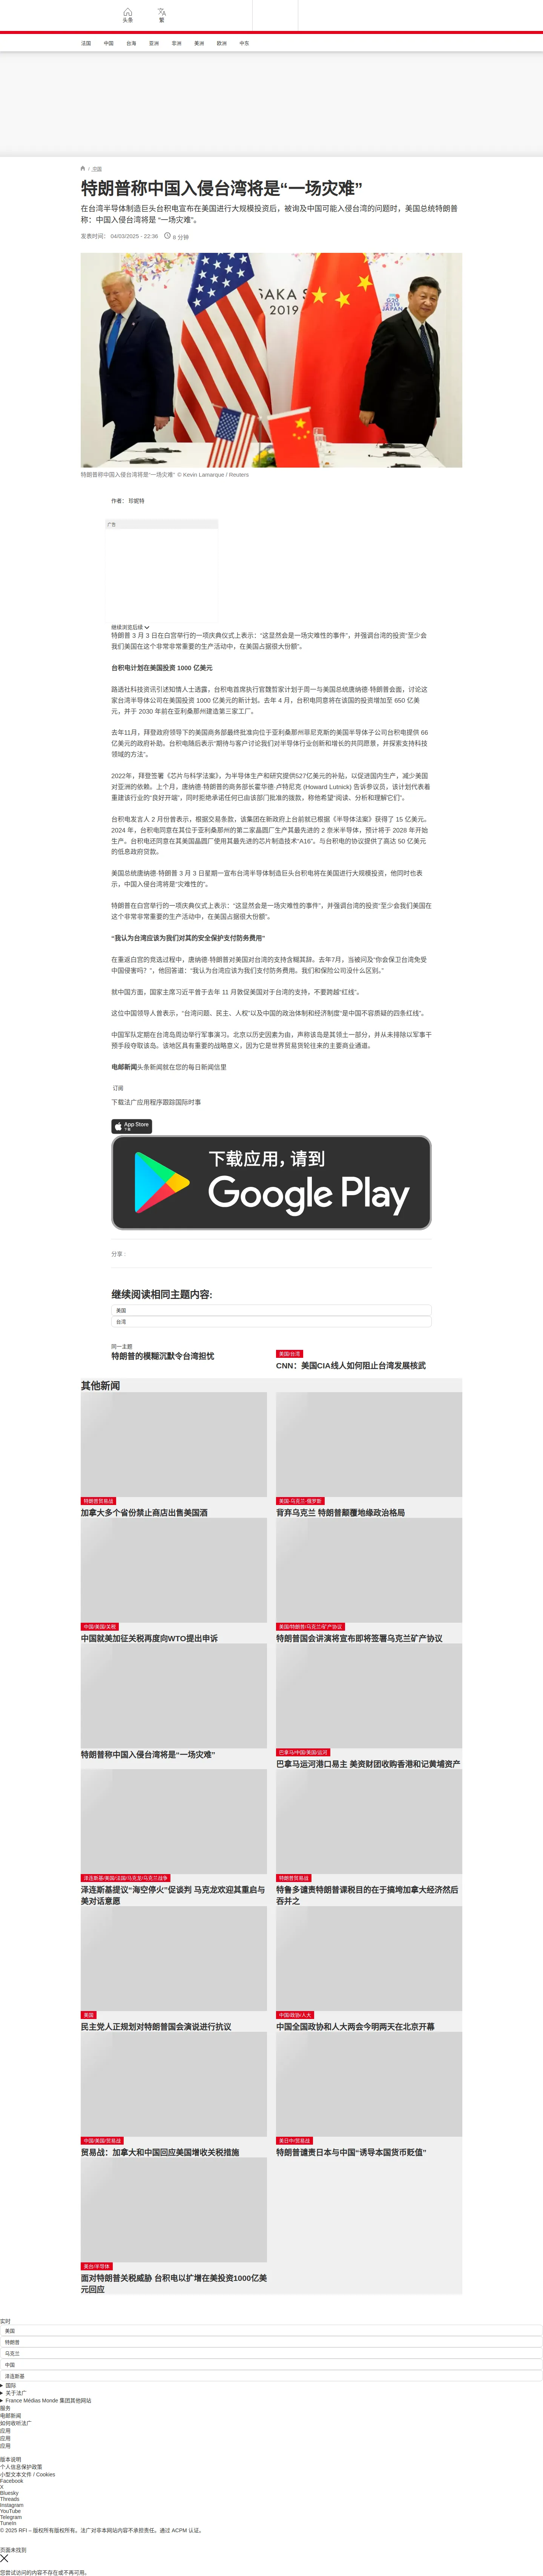 头条
繁
法国
中国
台海
亚洲
非洲
美洲
欧洲
中东
/ 中国
特朗普称中国入侵台湾将是“一场灾难”
在台湾半导体制造巨头台积电宣布在美国进行大规模投资后，被询及中国可能入侵台湾的问题时，美国总统特朗普
称：中国入侵台湾将是 “一场灾难”。
发表时间： 04/03/2025 - 22:36
8 分钟
SAKA S
2019
G20
JAPAN
特朗普称中国入侵台湾将是“一场灾难” © Kevin Lamarque / Reuters
作者： 珍妮特
广告
继续浏览后续
特朗普 3 月 3 日在白宫举行的一项庆典仪式上表示：“这显然会是一场灾难性的事件”，并强调台湾的投资“至少会
我们美国在这个非常非常重要的生产活动中，在美国占据很大份额”。
台积电计划在美国投资 1000 亿美元
路透社科技资讯引述知情人士透露，台积电首席执行官魏哲家计划于周一与美国总统唐纳德·特朗普会面，讨论这
家台湾半导体公司在美国投资 1000 亿美元的新计划。去年 4 月，台积电同意将在该国的投资增加至 650 亿美
元，并于 2030 年前在亚利桑那州建造第三家工厂。
去年11月，拜登政府领导下的美国商务部最终批准向位于亚利桑那州菲尼克斯的美国半导体子公司台积电提供 66
亿美元的政府补助。台积电随后表示“期待与客户讨论我们对半导体行业创新和增长的共同愿景，并探索支持科技
领域的方法”。
2022年，拜登签署《芯片与科学法案》，为半导体生产和研究提供527亿美元的补贴，以促进国内生产，减少美国
对亚洲的依赖。上个月，唐纳德·特朗普的商务部长霍华德·卢特尼克 (Howard Lutnick) 告诉参议员，该计划代表着
重建该行业的“良好开端”，同时拒绝承诺任何已由该部门批准的拨款，称他希望“阅读、分析和理解它们”。
台积电发言人 2 月份曾表示，根据交易条款，该集团在新政府上台前就已根据《半导体法案》获得了 15 亿美元。
2024 年，台积电同意在其位于亚利桑那州的第二家晶圆厂生产其最先进的 2 奈米半导体，预计将于 2028 年开始
生产。台积电还同意在其美国晶圆厂使用其最先进的芯片制造技术“A16”。与台积电的协议提供了高达 50 亿美元
的低息政府贷款。
美国总统唐纳德·特朗普 3 月 3 日星期一宣布台湾半导体制造巨头台积电将在美国进行大规模投资，他同时也表
示，中国入侵台湾将是“灾难性的”。
特朗普在白宫举行的一项庆典仪式上表示：“这显然会是一场灾难性的事件”，并强调台湾的投资“至少会我们美国在
这个非常非常重要的生产活动中，在美国占据很大份额”。
“我认为台湾应该为我们对其的安全保护支付防务费用”
在重返白宫的竞选过程中，唐纳德·特朗普对美国对台湾的支持含糊其辞。去年7月，当被问及“你会保卫台湾免受
中国侵害吗？”，他回答道：“我认为台湾应该为我们支付防务费用。我们和保险公司没什么区别。”
就中国方面，国家主席习近平曾于去年 11 月敦促美国对于台湾的支持，不要跨越“红线”。
这位中国领导人曾表示，“台湾问题、民主、人权”以及中国的政治体制和经济制度“是中国不容质疑的四条红线”。
中国军队定期在台湾岛周边举行军事演习。北京以历史因素为由，声称该岛是其领土一部分，并从未排除以军事干
预手段夺取该岛。该地区具有重要的战略意义，因为它是世界贸易货轮往来的主要商业通道。
电邮新闻头条新闻就在您的每日新闻信里
订阅
下载法广应用程序跟踪国际时事
App Store
下载
下载应用，请到
Google Play
分享 :
继续阅读相同主题内容:
美国
台湾
同一主题
特朗普的模糊沉默令台湾担忧
美国/台湾
CNN：美国CIA线人如何阻止台湾发展核武
其他新闻
特朗普贸易战
加拿大多个省份禁止商店出售美国酒
美国-乌克兰-俄罗斯
背弃乌克兰 特朗普颠覆地缘政治格局
中国/美国/关税
中国就美加征关税再度向WTO提出申诉
美国/特朗普/乌克兰/矿产协议
特朗普国会讲演将宣布即将签署乌克兰矿产协议
特朗普称中国入侵台湾将是“一场灾难”
巴拿马/中国/美国/运河
巴拿马运河港口易主 美资财团收购香港和记黄埔资产
泽连斯基/美国/法国/马克龙/乌克兰战争
泽连斯基提议“海空停火”促谈判 马克龙欢迎其重启与
美对话意愿
特朗普贸易战
特鲁多谴责特朗普课税目的在于搞垮加拿大经济然后
吞并之
美国
民主党人正规划对特朗普国会演说进行抗议
中国/政协/人大
中国全国政协和人大两会今明两天在北京开幕
中国/美国/贸易战
贸易战：加拿大和中国回应美国增收关税措施
美日中/贸易战
特朗普谴责日本与中国“诱导本国货币贬值”
美台/半导体
面对特朗普关税威胁 台积电以扩增在美投资1000亿美
元回应
实时
美国
特朗普
乌克兰
中国
泽连斯基
国际
关于法广
France Médias Monde 集团其他网站
服务
电邮新闻
如何收听法广
应用
应用
应用
版本说明
个人信息保护政策
小型文本文件 / Cookies
Facebook
X
Bluesky
Threads
Instagram
YouTube
Telegram
TuneIn
© 2025 RFI – 版权所有版权所有。法广对非本网站内容不承担责任。通过 ACPM 认证。
页面未找到
您尝试访问的内容不存在或不再可用。